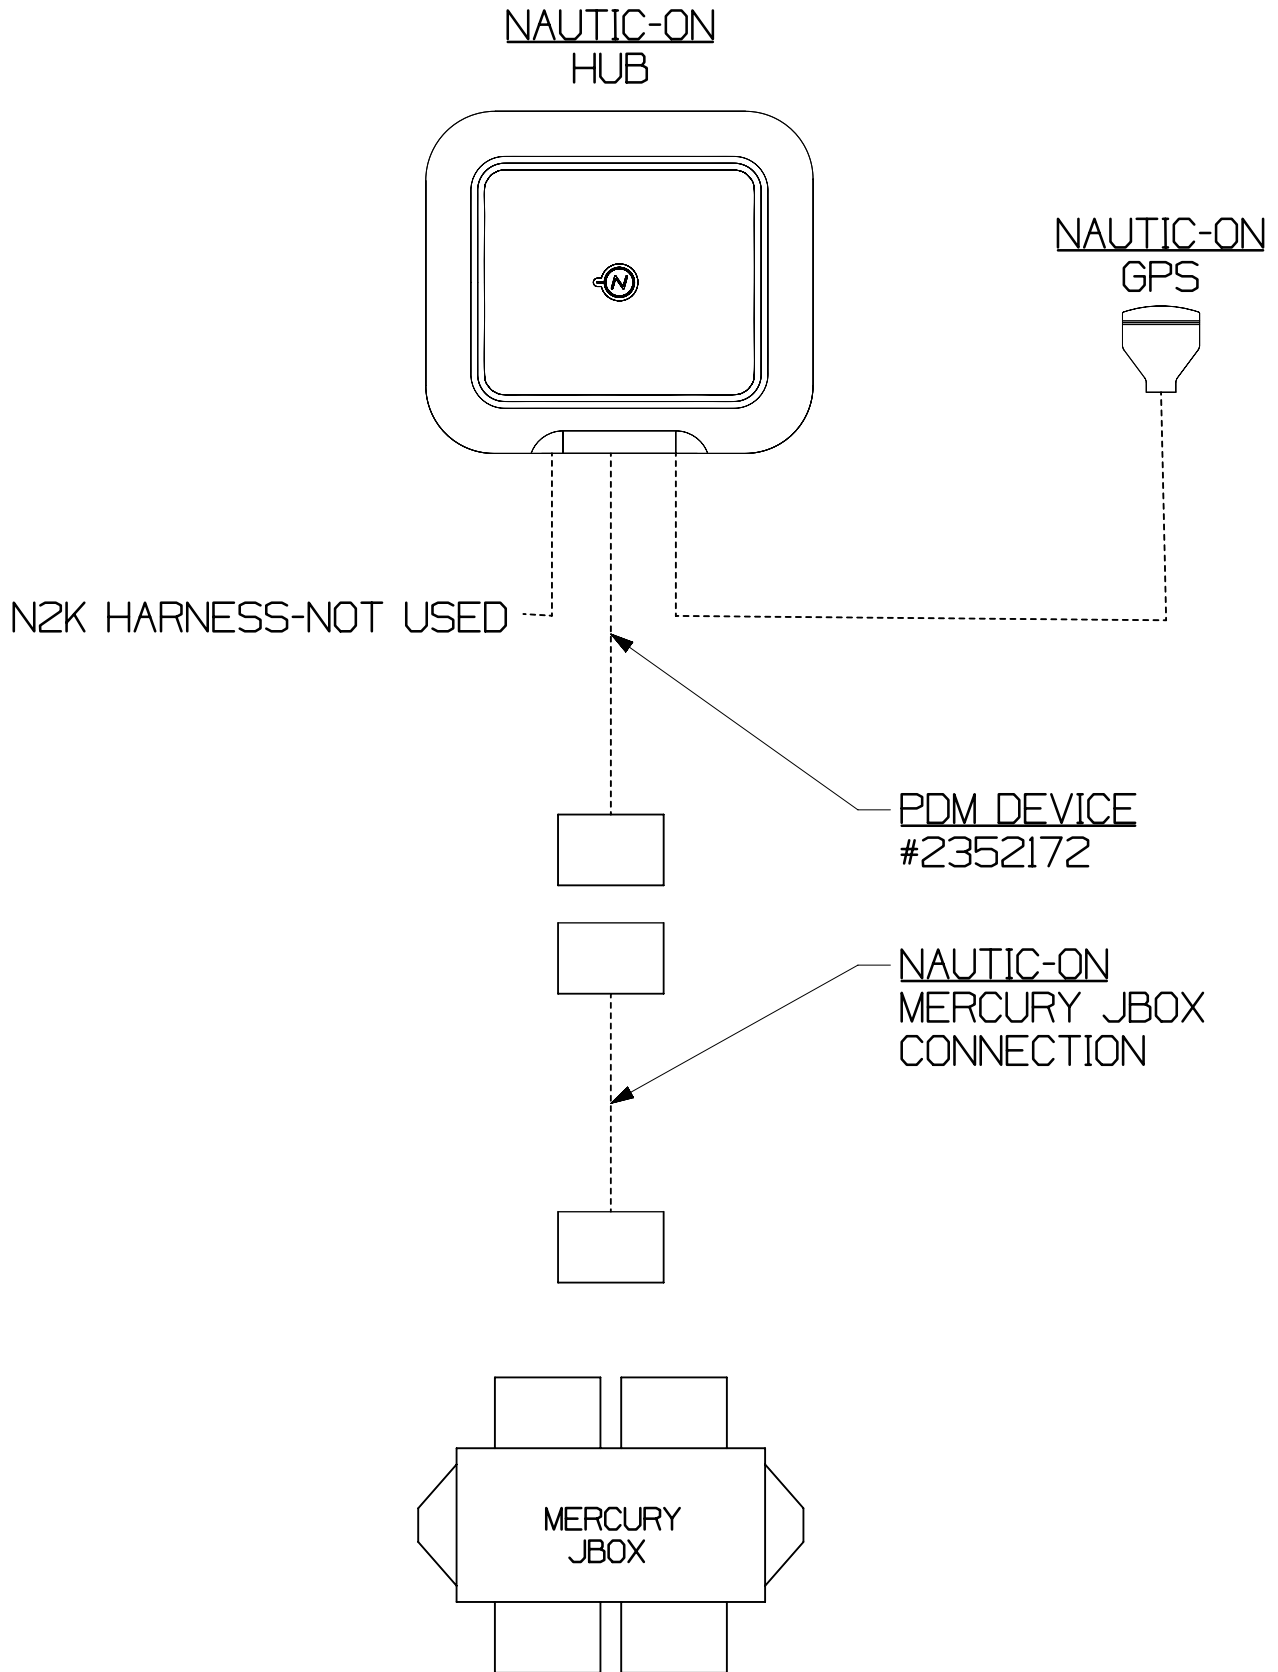 NAUTIC-ON
HUB
NAUTIC-ON
GPS
N
N2K HARNESS-NOT USED
PDM DEVICE
#2352172
NAUTIC-ON
MERCURY JBOX
CONNECTION
MERCURY
JBOX